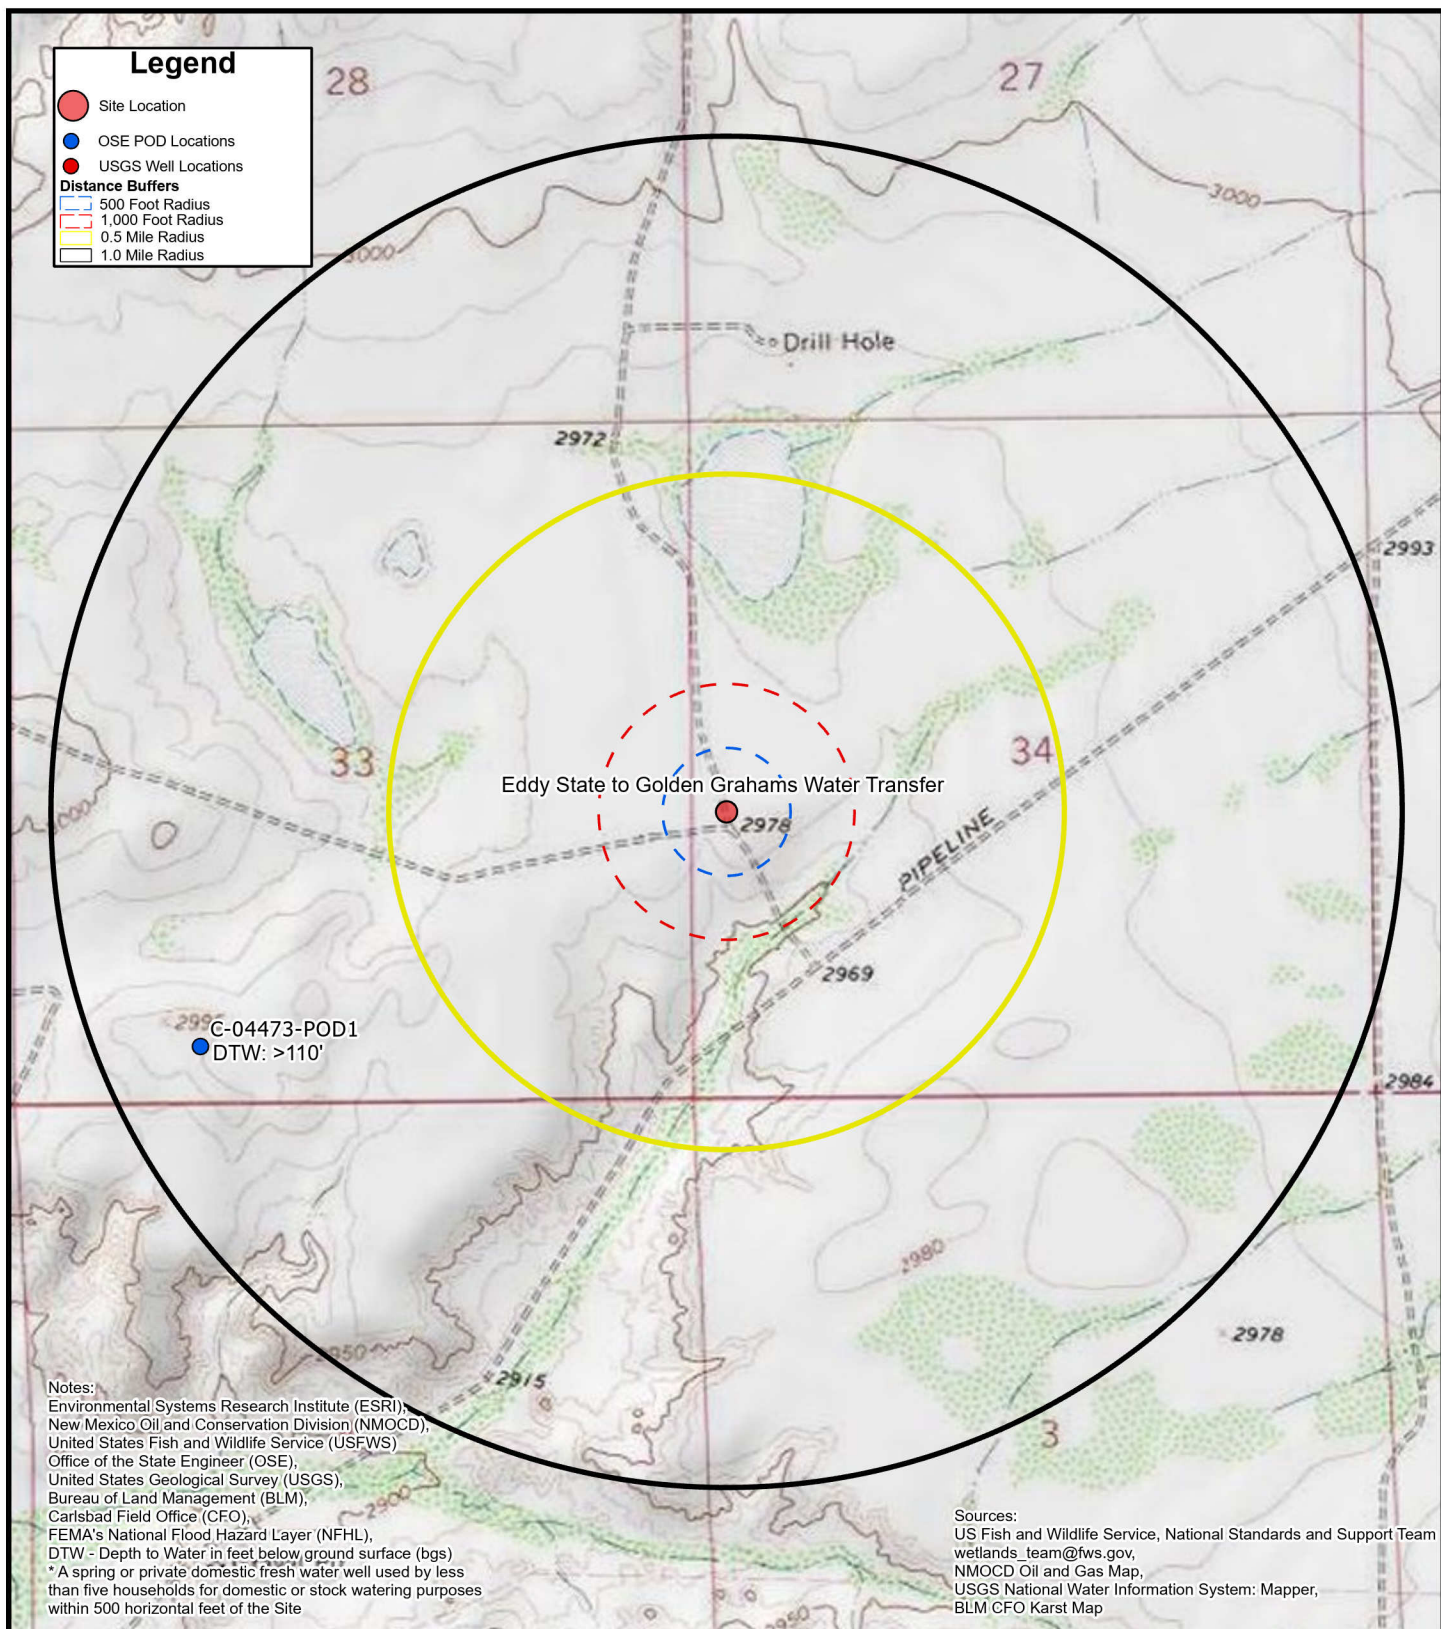 Legend
Site Location
OSE POD Locations
USGS Well Locations
Distance Buffers
500 Foot Radius
1,000 Foot Radius
0.5 Mile Radius
1.0 Mile Radius
28
27
3000
3000
Drill Hole
2972
2993
33
34
3000
Eddy State to Golden Grahams Water Transfer
2978
PIPELINE
2969
C-04473-POD1
DTW: >110'
2984
2980
2978
2950
2915
3
2900
2950
Notes:
Environmental Systems Research Institute (ESRI),
New Mexico Oil and Conservation Division (NMOCD),
United States Fish and Wildlife Service (USFWS)
Office of the State Engineer (OSE),
United States Geological Survey (USGS),
Bureau of Land Management (BLM),
Carlsbad Field Office (CFO),
FEMA's National Flood Hazard Layer (NFHL),
DTW - Depth to Water in feet below ground surface (bgs)
* A spring or private domestic fresh water well used by less
than five households for domestic or stock watering purposes
within 500 horizontal feet of the Site
Sources:
US Fish and Wildlife Service, National Standards and Support Team
wetlands_team@fws.gov,
NMOCD Oil and Gas Map,
USGS National Water Information System: Mapper,
BLM CFO Karst Map